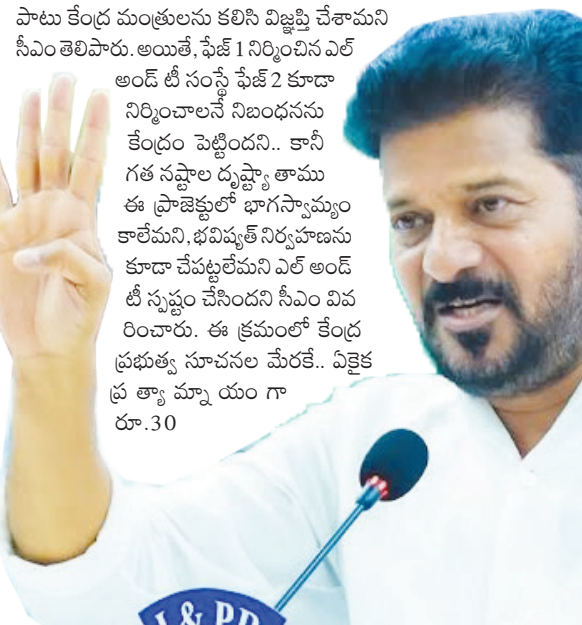 పాటు కేంద్ర మంత్రులను కలిసి విజ్ఞప్తి చేశామని
సీఎం తెలిపారు. అయితే, ఫేజ్ 1 నిర్మించిన ఎల్
అండ్ టీ సంస్థే ఫేజ్ 2 కూడా
నిర్మించాలనే నిబంధనను
కేంద్రం పెట్టిందని.. కానీ
గత నష్టాల దృష్ట్యా తాము
ఈ ప్రాజెక్టులో భాగస్వామ్యం
కాలేమని, భవిష్యత్ నిర్వహణను
కూడా చేపట్టలేమని ఎల్ అండ్
టీ స్పష్టం చేసిందని సీఎం వివ
రించారు. ఈ క్రమంలో కేంద్ర
ప్రభుత్వ సూచనల మేరకే.. ఏకైక
ప్ర త్యా మ్నా యం గా
రూ.30
I & PR